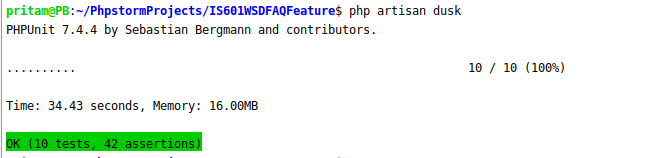 pritam@PB:~/PhpstormProjects/IS601WSDFAQFeature$ php artisan dusk
PHPUnit 7.4.4 by Sebastian Bergmann and contributors.
.......... 10 / 10 (100%)
Time: 34.43 seconds, Memory: 16.00MB
OK (10 tests, 42 assertions)